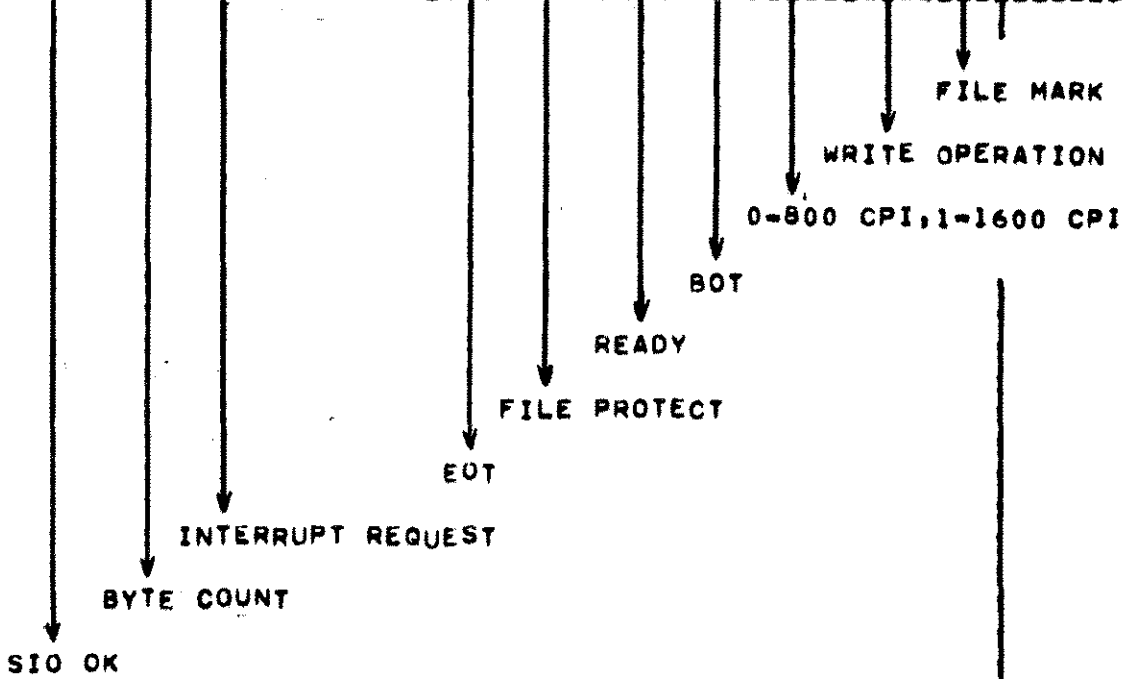 FILE MARK
WRITE OPERATION
0=800 CPI,1=1600 CPI
BOT
READY
FILE PROTECT
EOT
INTERRUPT REQUEST
BYTE COUNT
SIO OK